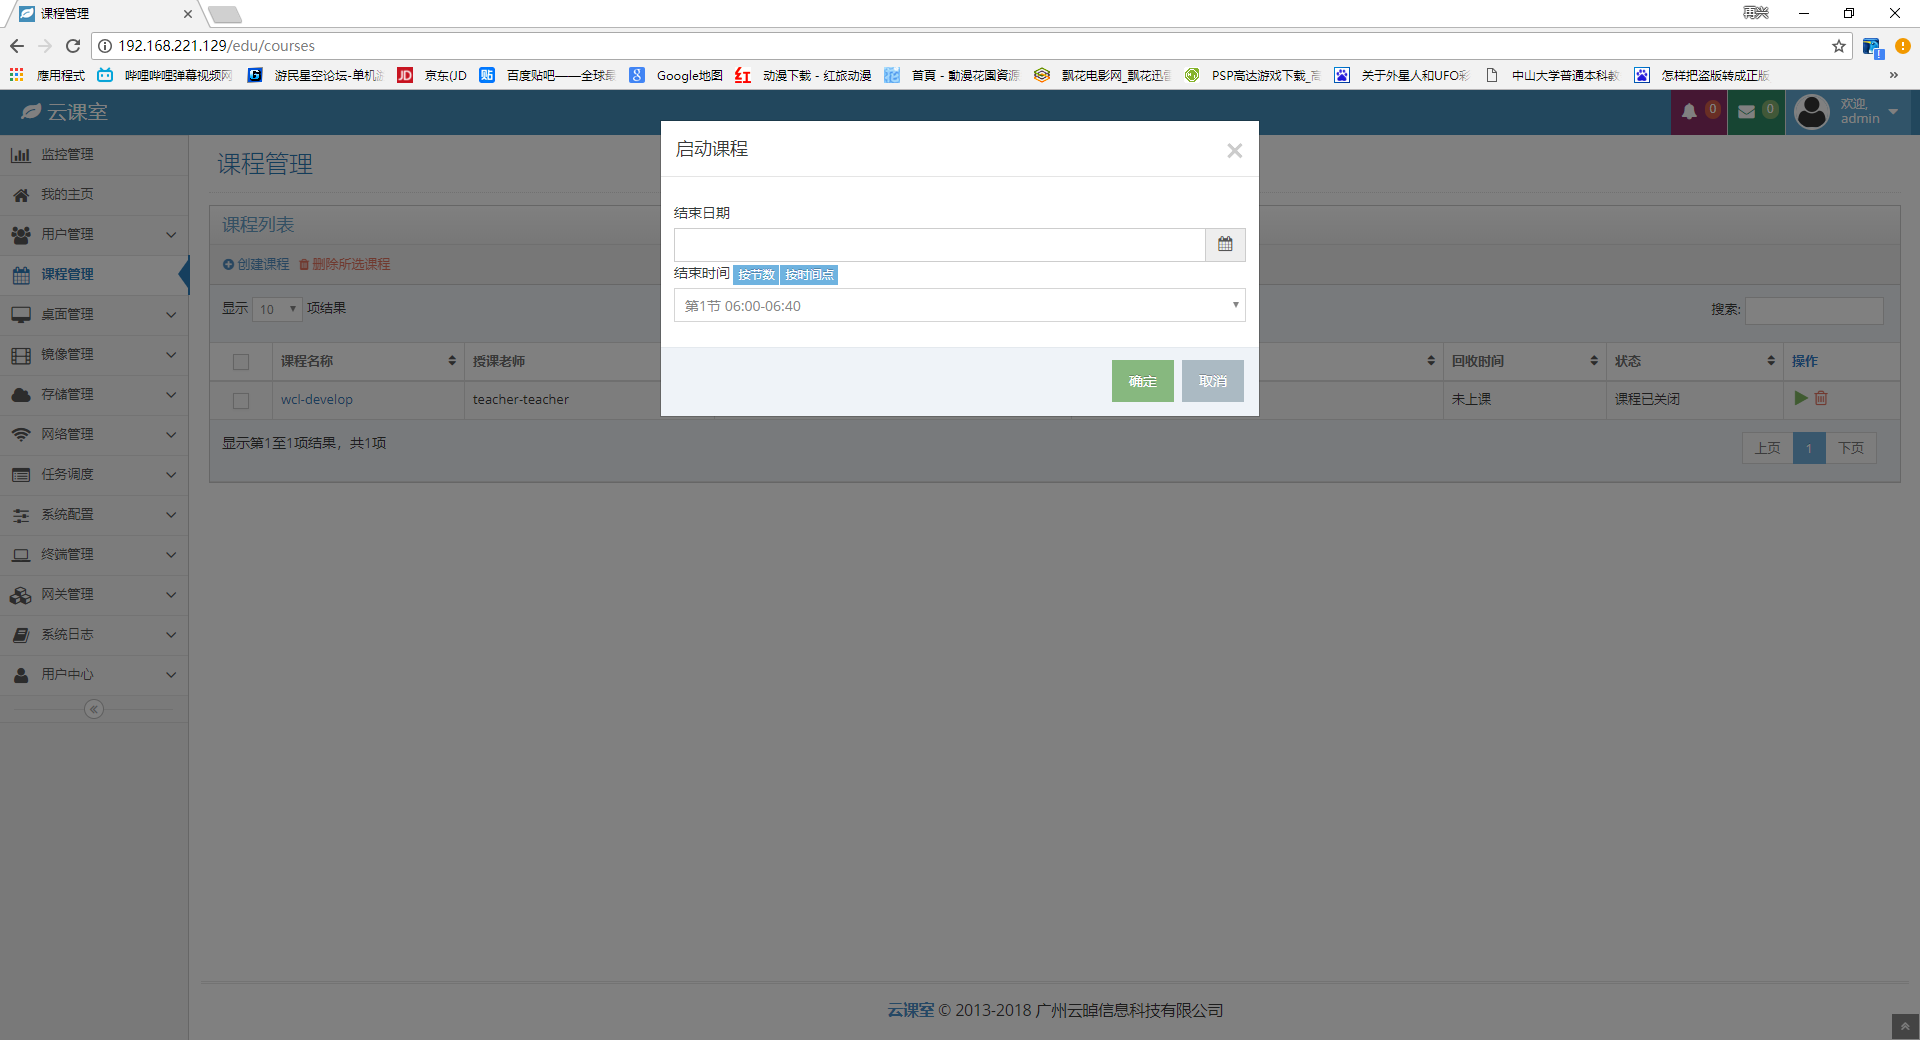 课程管理
再兴
192.168.221.129/edu/courses
應用程式
哔哩哔哩弹幕视频网
游民星空论坛-单机游
京东(JD
百度贴吧——全球最
Google地图
动漫下载 - 红旅动漫
首頁 - 動漫花園資源
飘花电影网_飘花迅雷
PSP高达游戏下载_高
关于外星人和UFO彩
中山大学普通本科教
怎样把盗版转成正版
云课室
0
0
欢迎,
admin
监控管理
我的主页
用户管理
课程管理
桌面管理
镜像管理
存储管理
网络管理
任务调度
系统配置
终端管理
网关管理
系统日志
用户中心
课程管理
课程列表
创建课程 删除所选课程
显示 10 项结果
搜索:
课程名称 授课老师 回收时间 状态 操作
wcl-develop teacher-teacher 未上课 课程已关闭
显示第1至1项结果，共1项
上页 1 下页
启动课程
结束日期
结束时间 按节数 按时间点
第1节 06:00-06:40
确定 取消
云课室 © 2013-2018 广州云晫信息科技有限公司